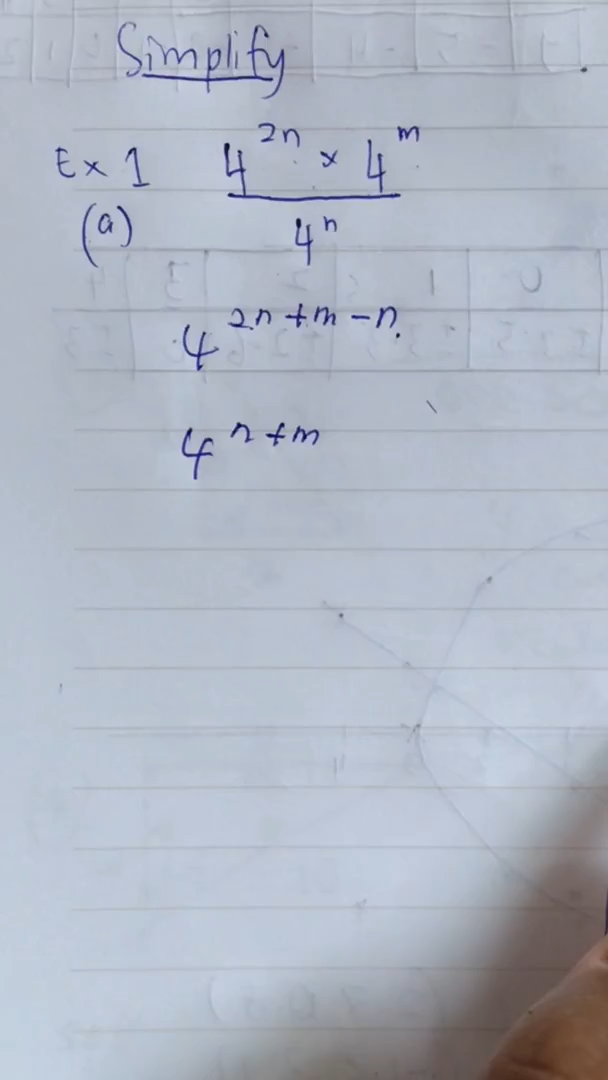 Simplify
Ex 1 4^{2n} × 4^{m}
(a) 4^{n}
4^{2n+m-n}
4^{n+m}